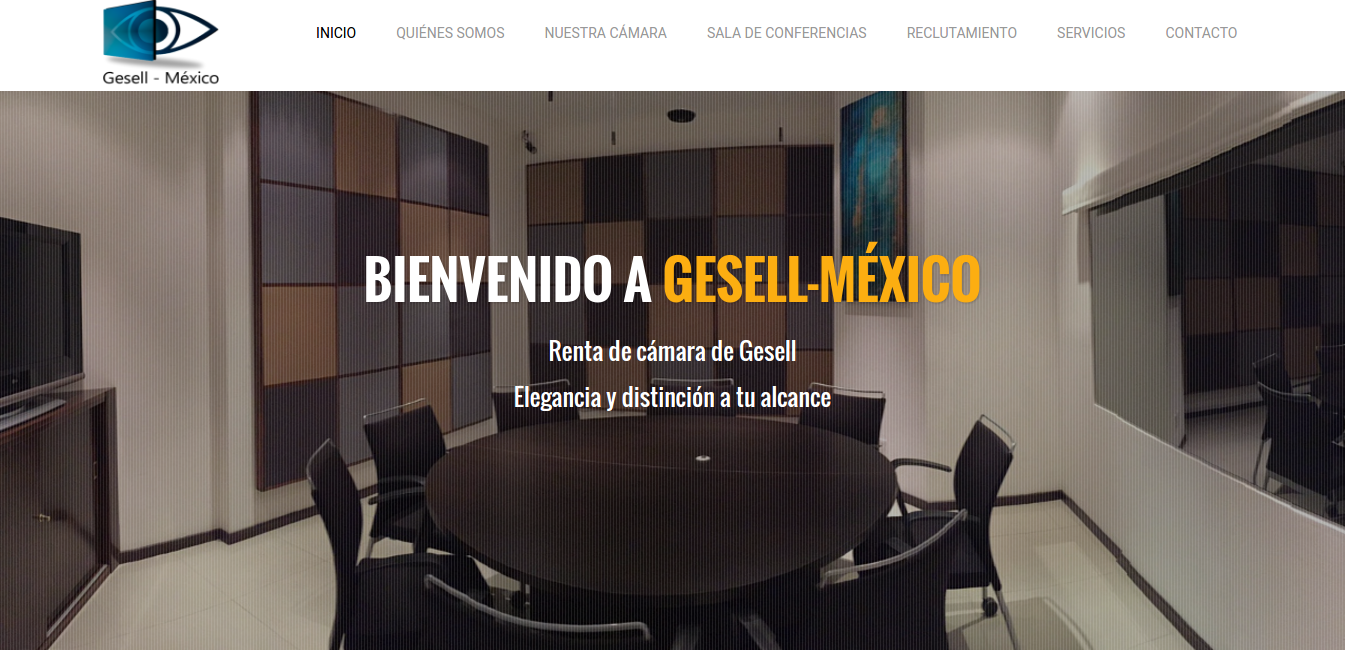 Gesell - México
INICIO
QUIÉNES SOMOS
NUESTRA CÁMARA
SALA DE CONFERENCIAS
RECLUTAMIENTO
SERVICIOS
CONTACTO
BIENVENIDO A GESELL-MÉXICO
Renta de cámara de Gesell
Elegancia y distinción a tu alcance